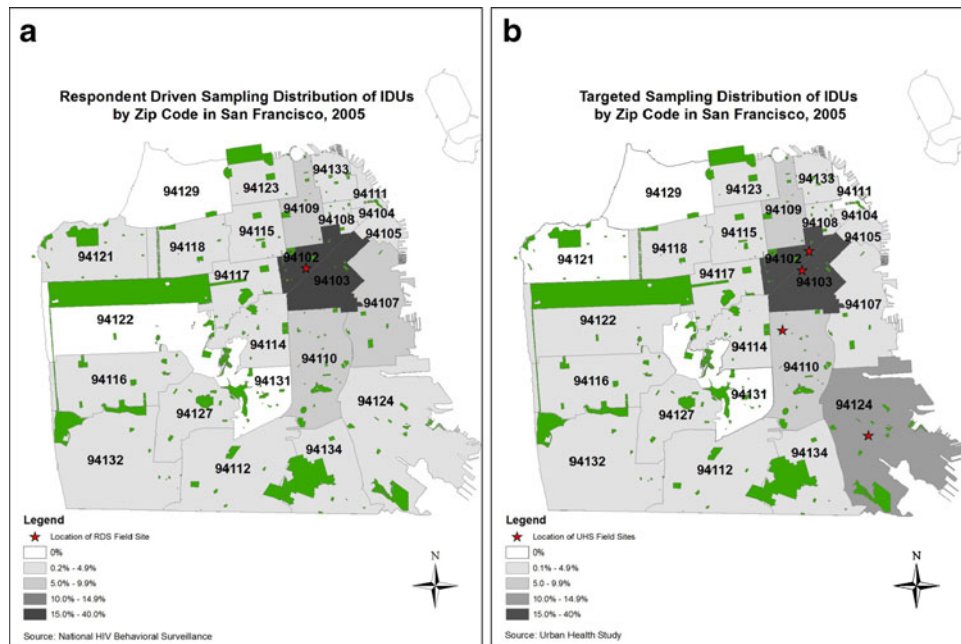 a
Respondent Driven Sampling Distribution of IDUs
by Zip Code in San Francisco, 2005
94129
94123
94133
94111
94109
94108
94104
94105
94121
94118
94115
94102
94103
94117
94107
94122
94114
94110
94116
94131
94127
94124
94132
94112
94134
Legend
Location of RDS Field Site
0%
0.2% - 4.9%
5.0% - 9.9%
10.0% - 14.9%
15.0% - 40.0%
N
Source: National HIV Behavioral Surveillance
b
Targeted Sampling Distribution of IDUs
by Zip Code in San Francisco, 2005
94129
94123
94133
94111
94109
94108
94104
94105
94121
94118
94115
94102
94103
94117
94107
94122
94114
94110
94116
94131
94127
94124
94132
94112
94134
Legend
Location of UHS Field Sites
0%
0.1% - 4.9%
5.0 - 9.9%
10.0% - 14.9%
15.0% - 40%
N
Source: Urban Health Study